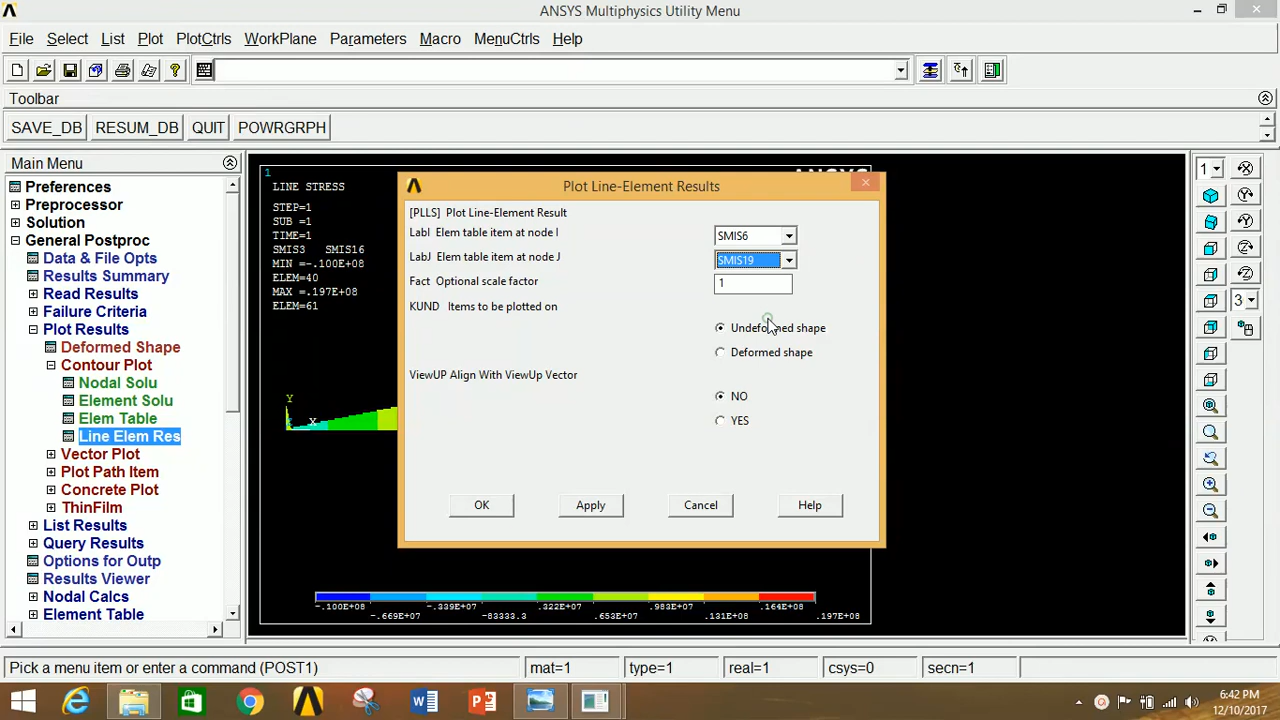 ANSYS Multiphysics Utility Menu
File Select List Plot PlotCtrls WorkPlane Parameters Macro MenuCtrls Help
Toolbar
SAVE_DB RESUM_DB QUIT POWRGRPH
Main Menu
Preferences
Preprocessor
Solution
General Postproc
Data & File Opts
Results Summary
Read Results
Failure Criteria
Plot Results
Deformed Shape
Contour Plot
Nodal Solu
Element Solu
Elem Table
Line Elem Res
Vector Plot
Plot Path Item
Concrete Plot
ThinFilm
List Results
Query Results
Options for Outp
Results Viewer
Nodal Calcs
Element Table
1
LINE STRESS
STEP=1
SUB =1
TIME=1
SMIS3 SMIS16
MIN =-.100E+08
ELEM=40
MAX =.197E+08
ELEM=61
Y
X
Plot Line-Element Results
[PLLS] Plot Line-Element Result
LabI Elem table item at node I
SMIS6
LabJ Elem table item at node J
SMIS19
Fact Optional scale factor
1
KUND Items to be plotted on
Undeformed shape
Deformed shape
ViewUP Align With ViewUp Vector
NO
YES
OK Apply Cancel Help
-.100E+08 -.339E+07 .322E+07 .983E+07 .164E+08
-.669E+07 -83333.3 .653E+07 .131E+08 .197E+08
1
3
Pick a menu item or enter a command (POST1) mat=1 type=1 real=1 csys=0 secn=1
6:42 PM
12/10/2017